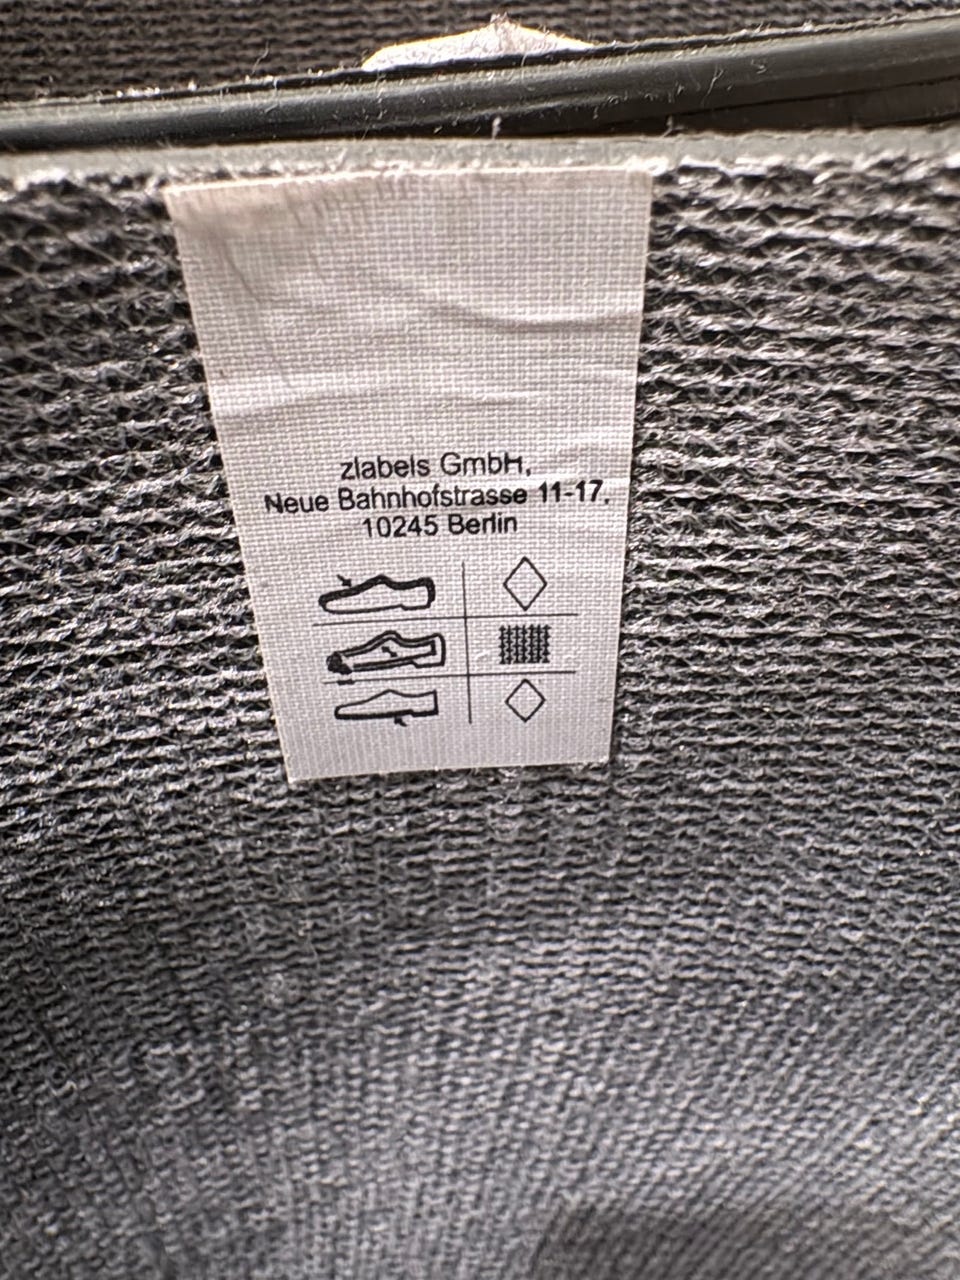 zlabels GmbH,
Neue Bahnhofstrasse 11-17,
10245 Berlin